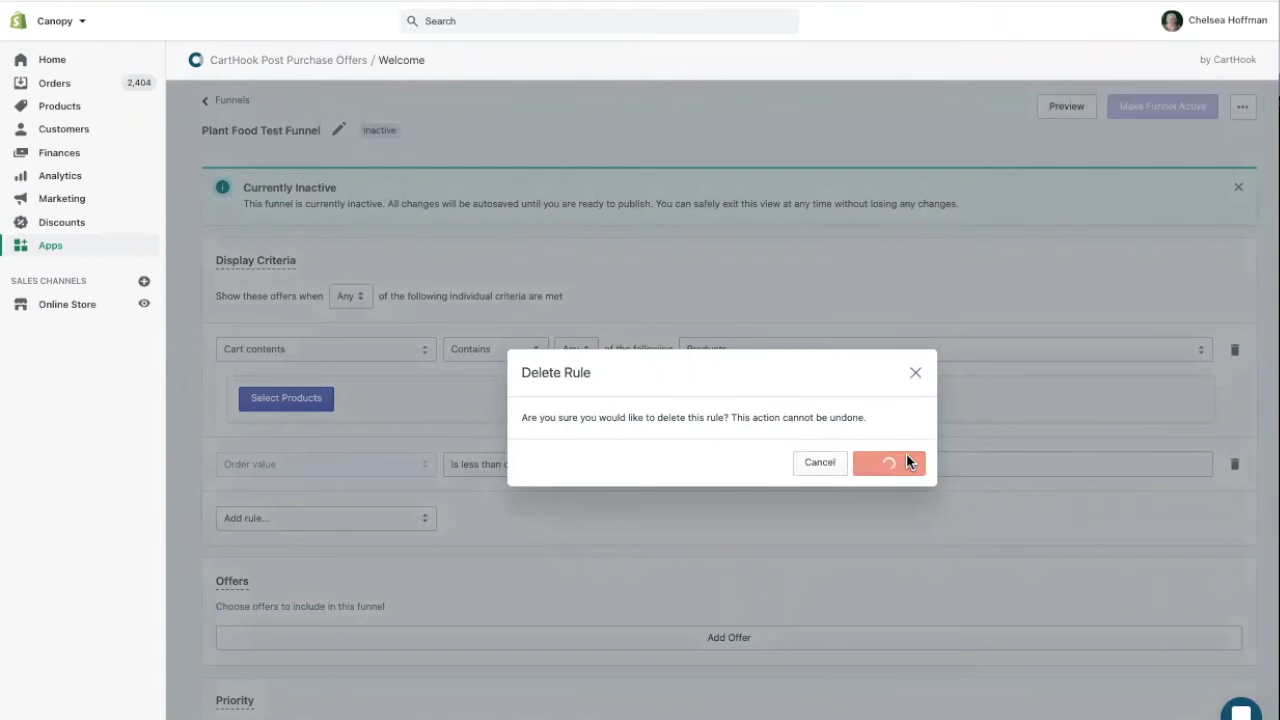 Canopy
Search
Chelsea Hoffman
Home
Orders 2,404
Products
Customers
Finances
Analytics
Marketing
Discounts
Apps
SALES CHANNELS
Online Store
CartHook Post Purchase Offers / Welcome
by CartHook
Funnels
Plant Food Test Funnel
Inactive
Preview
Make Funnel Active
Currently Inactive
This funnel is currently inactive. All changes will be autosaved until you are ready to publish. You can safely exit this view at any time without losing any changes.
Display Criteria
Show these offers when Any of the following individual criteria are met
Cart contents Contains Any of the following Products
Select Products
Order value Is less than
Add rule...
Delete Rule
Are you sure you would like to delete this rule? This action cannot be undone.
Cancel
Offers
Choose offers to include in this funnel
Add Offer
Priority